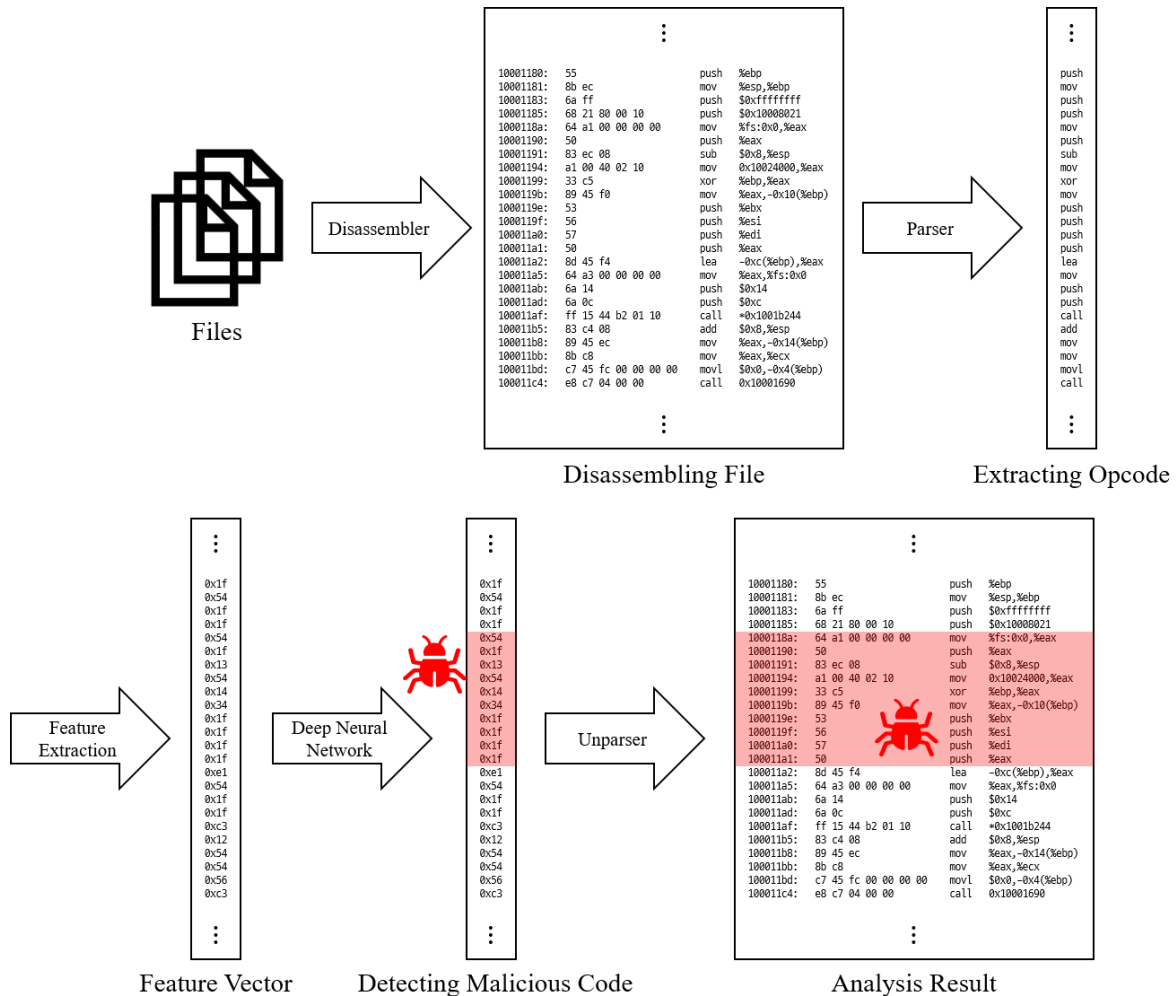 ⋮
10001180: 55 push %ebp
10001181: 8b ec mov %esp,%ebp
10001183: 6a ff push $0xffffffff
10001185: 68 21 80 00 10 push $0x10008021
1000118a: 64 a1 00 00 00 00 mov %fs:0x0,%eax
10001190: 50 push %eax
10001191: 83 ec 08 sub $0x8,%esp
10001194: a1 00 40 02 10 mov 0x10024000,%eax
10001199: 33 c5 xor %ebp,%eax
1000119b: 89 45 f0 mov %eax,-0x10(%ebp)
1000119e: 53 push %ebx
1000119f: 56 push %esi
100011a0: 57 push %edi
100011a1: 50 push %eax
100011a2: 8d 45 f4 lea -0xc(%ebp),%eax
100011a5: 64 a3 00 00 00 00 mov %eax,%fs:0x0
100011ab: 6a 14 push $0x14
100011ad: 6a 0c push $0xc
100011af: ff 15 44 b2 01 10 call *0x1001b244
100011b5: 83 c4 08 add $0x8,%esp
100011b8: 89 45 ec mov %eax,-0x14(%ebp)
100011bb: 8b c8 mov %eax,%ecx
100011bd: c7 45 fc 00 00 00 00 movl $0x0,-0x4(%ebp)
100011c4: e8 c7 04 00 00 call 0x10001690
⋮
Files
Disassembler
Disassembling File
Parser
⋮
push
mov
push
push
mov
push
sub
mov
xor
mov
push
push
push
push
lea
mov
push
push
call
add
mov
mov
movl
call
⋮
Extracting Opcode
Feature
Extraction
⋮
0x1f
0x54
0x1f
0x1f
0x54
0x1f
0x13
0x54
0x14
0x34
0x1f
0x1f
0x1f
0x1f
0xe1
0x54
0x1f
0x1f
0xc3
0x12
0x54
0x54
0x56
0xc3
⋮
Feature Vector
Deep Neural
Network
⋮
0x1f
0x54
0x1f
0x1f
0x54
0x1f
0x13
0x54
0x14
0x34
0x1f
0x1f
0x1f
0x1f
0xe1
0x54
0x1f
0x1f
0xc3
0x12
0x54
0x54
0x56
0xc3
⋮
Detecting Malicious Code
Unparser
⋮
10001180: 55 push %ebp
10001181: 8b ec mov %esp,%ebp
10001183: 6a ff push $0xffffffff
10001185: 68 21 80 00 10 push $0x10008021
1000118a: 64 a1 00 00 00 00 mov %fs:0x0,%eax
10001190: 50 push %eax
10001191: 83 ec 08 sub $0x8,%esp
10001194: a1 00 40 02 10 mov 0x10024000,%eax
10001199: 33 c5 xor %ebp,%eax
1000119b: 89 45 f0 mov %eax,-0x10(%ebp)
1000119e: 53 push %ebx
1000119f: 56 push %esi
100011a0: 57 push %edi
100011a1: 50 push %eax
100011a2: 8d 45 f4 lea -0xc(%ebp),%eax
100011a5: 64 a3 00 00 00 00 mov %eax,%fs:0x0
100011ab: 6a 14 push $0x14
100011ad: 6a 0c push $0xc
100011af: ff 15 44 b2 01 10 call *0x1001b244
100011b5: 83 c4 08 add $0x8,%esp
100011b8: 89 45 ec mov %eax,-0x14(%ebp)
100011bb: 8b c8 mov %eax,%ecx
100011bd: c7 45 fc 00 00 00 00 movl $0x0,-0x4(%ebp)
100011c4: e8 c7 04 00 00 call 0x10001690
⋮
Analysis Result